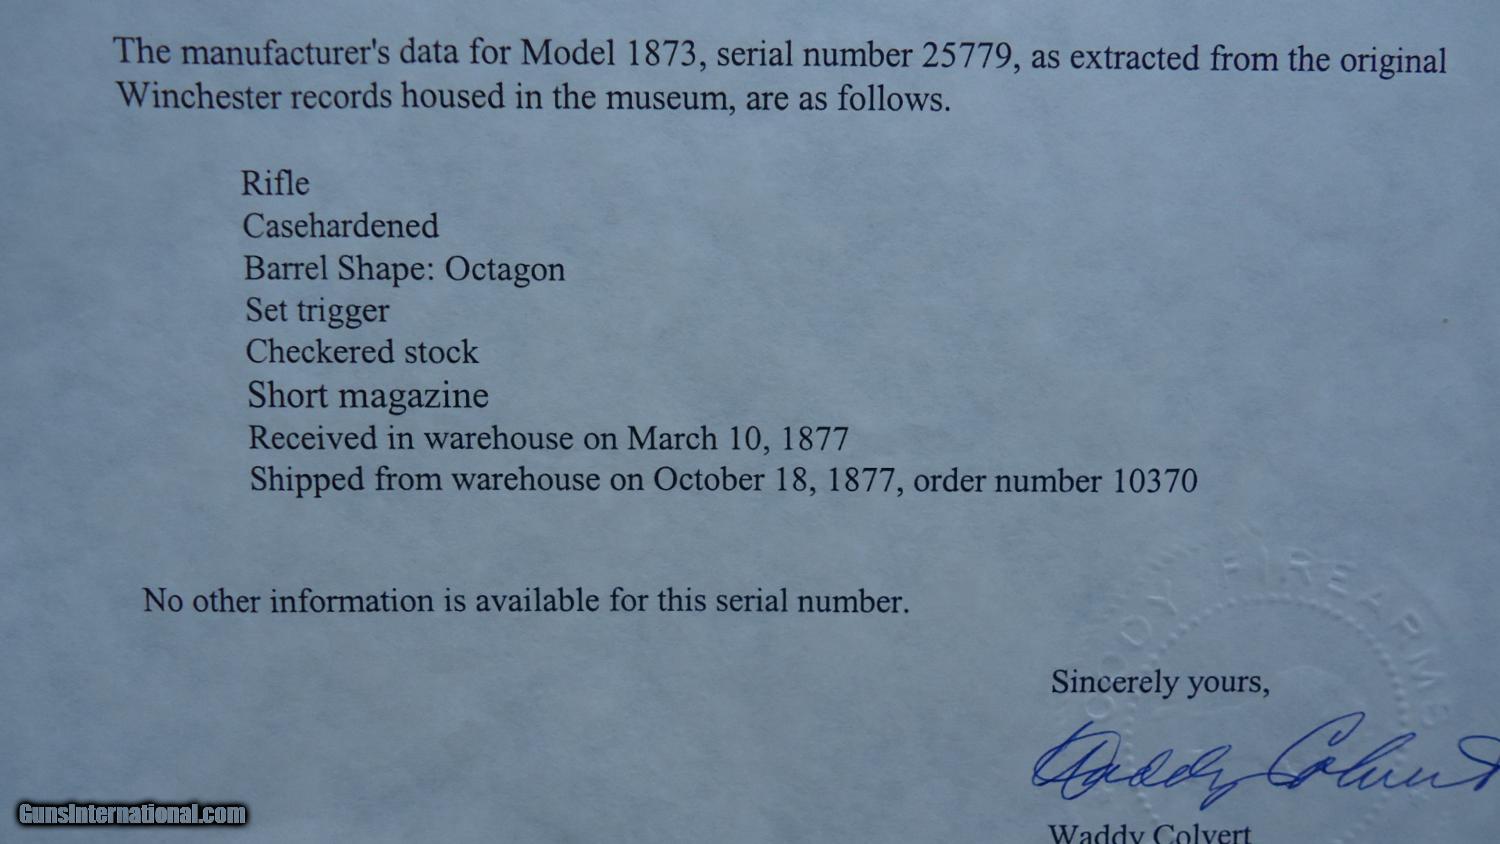 The manufacturer's data for Model 1873, serial number 25779, as extracted from the original
Winchester records housed in the museum, are as follows.
Rifle
Casehardened
Barrel Shape: Octagon
Set trigger
Checkered stock
Short magazine
Received in warehouse on March 10, 1877
Shipped from warehouse on October 18, 1877, order number 10370
No other information is available for this serial number.
ODY FIREARMS
Sincerely yours,
Waddy Colvert
Waddy Colvert
GunsInternational.com